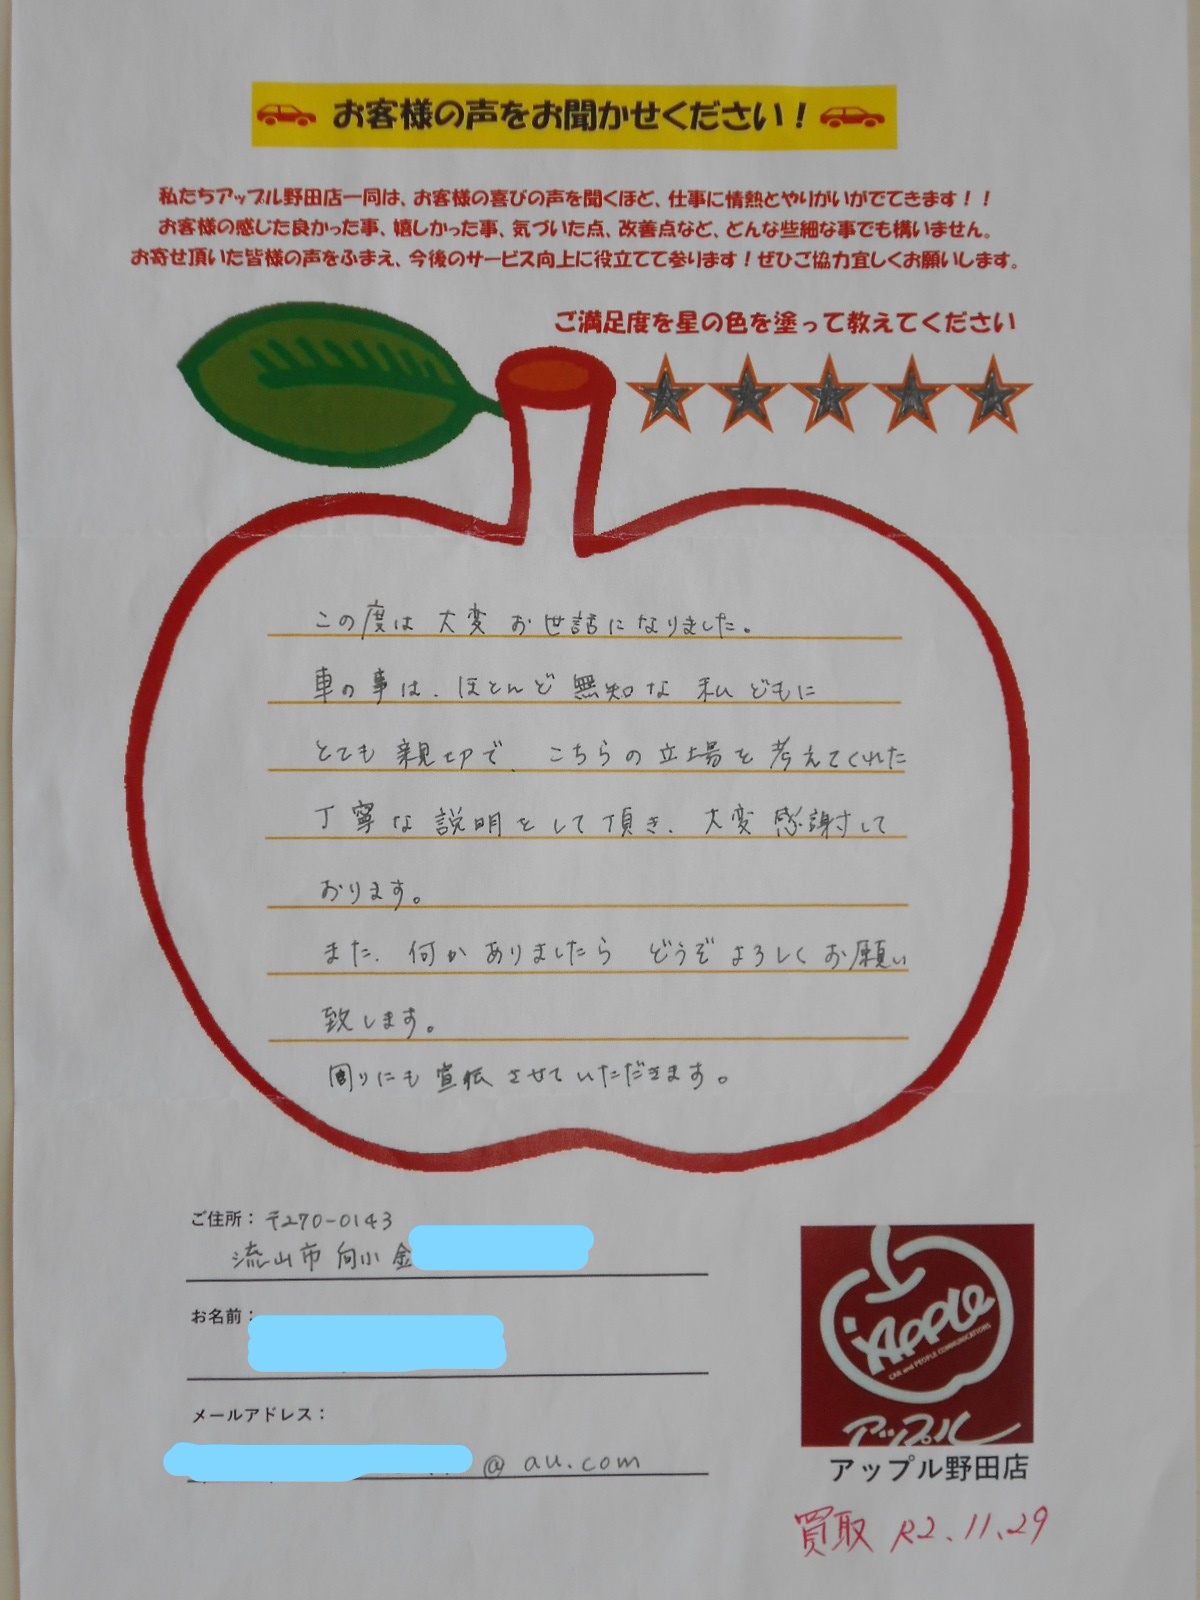 お客様の声をお聞かせください！
私たちアップル野田店一同は、お客様の喜びの声を聞くほど、仕事に情熱とやりがいがでてきます！！
お客様の感じた良かった事、嬉しかった事、気づいた点、改善点など、どんな些細な事でも構いません。
お寄せ頂いた皆様の声をふまえ、今後のサービス向上に役立てて参ります！ぜひご協力宜しくお願いします。
ご満足度を星の色を塗って教えてください
この度は大変お世話になりました。
車の事は、ほとんど無知な私どもに
とても親切で、こちらの立場を考えてくれた
丁寧な説明をして頂き、大変感謝して
おります。
また、何かありましたらどうぞよろしくお願い
致します。
周りにも宣伝させていただきます。
ご住所：〒270-0143
流山市向小金
お名前：
メールアドレス：
@au.com
Apple
CAR and PEOPLE COMMUNICATIONS
アップル
アップル野田店
買取 R2.11.29